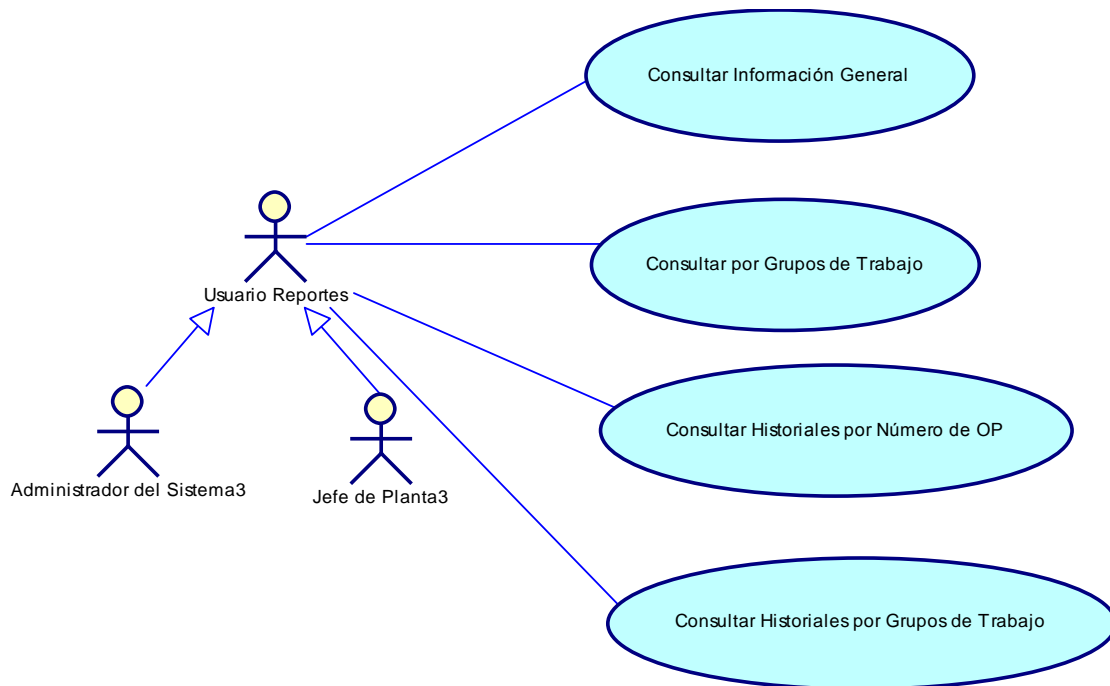 Consultar Información General
Consultar por Grupos de Trabajo
Usuario Reportes
Consultar Historiales por Número de OP
Administrador del Sistema3
Jefe de Planta3
Consultar Historiales por Grupos de Trabajo